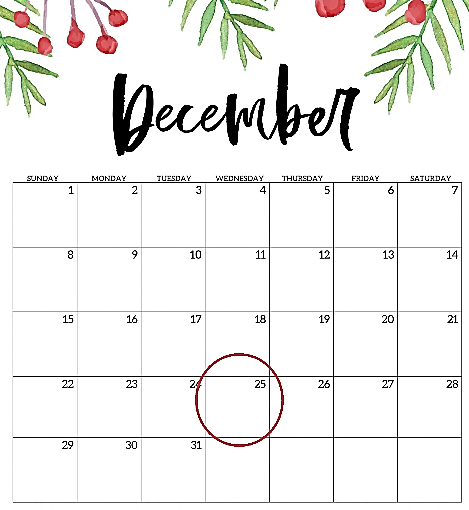 December
SUNDAY MONDAY TUESDAY WEDNESDAY THURSDAY FRIDAY SATURDAY
1 2 3 4 5 6 7
8 9 10 11 12 13 14
15 16 17 18 19 20 21
22 23 24 25 26 27 28
29 30 31